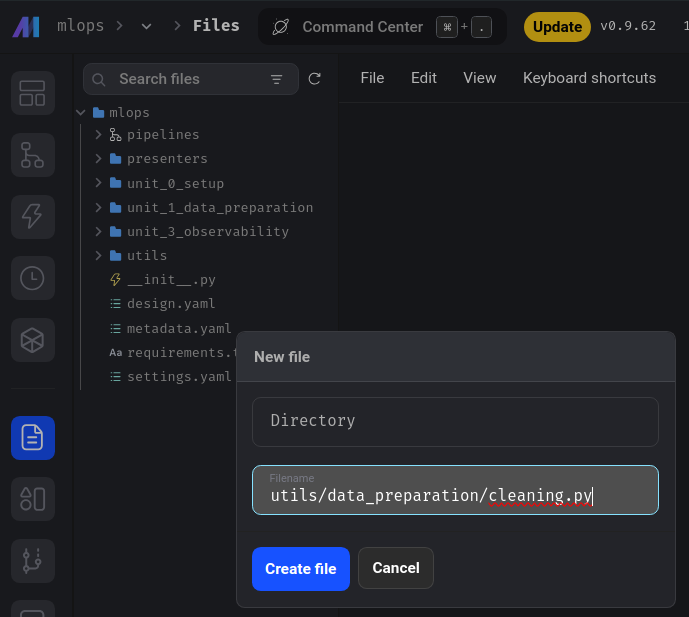 mlops > > Files Command Center ⌘ + . Update v0.9.62 1
Search files
File Edit View Keyboard shortcuts
mlops
pipelines
presenters
unit_0_setup
unit_1_data_preparation
unit_3_observability
utils
__init__.py
design.yaml
metadata.yaml
Aa requirements.t
settings.yaml
New file
Directory
Filename
utils/data_preparation/cleaning.py
Create file Cancel